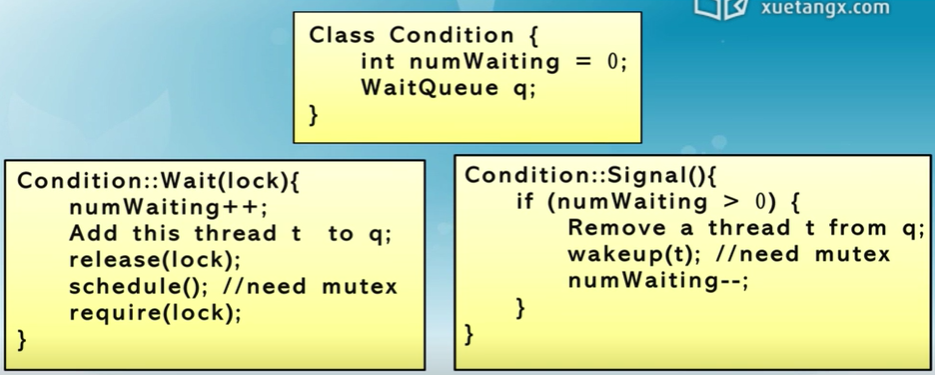 xuetangx.com
Class Condition {
int numWaiting = 0;
WaitQueue q;
}
Condition::Wait(lock){
numWaiting++;
Add this thread t to q;
release(lock);
schedule(); //need mutex
require(lock);
}
Condition::Signal(){
if (numWaiting > 0) {
Remove a thread t from q;
wakeup(t); //need mutex
numWaiting--;
}
}